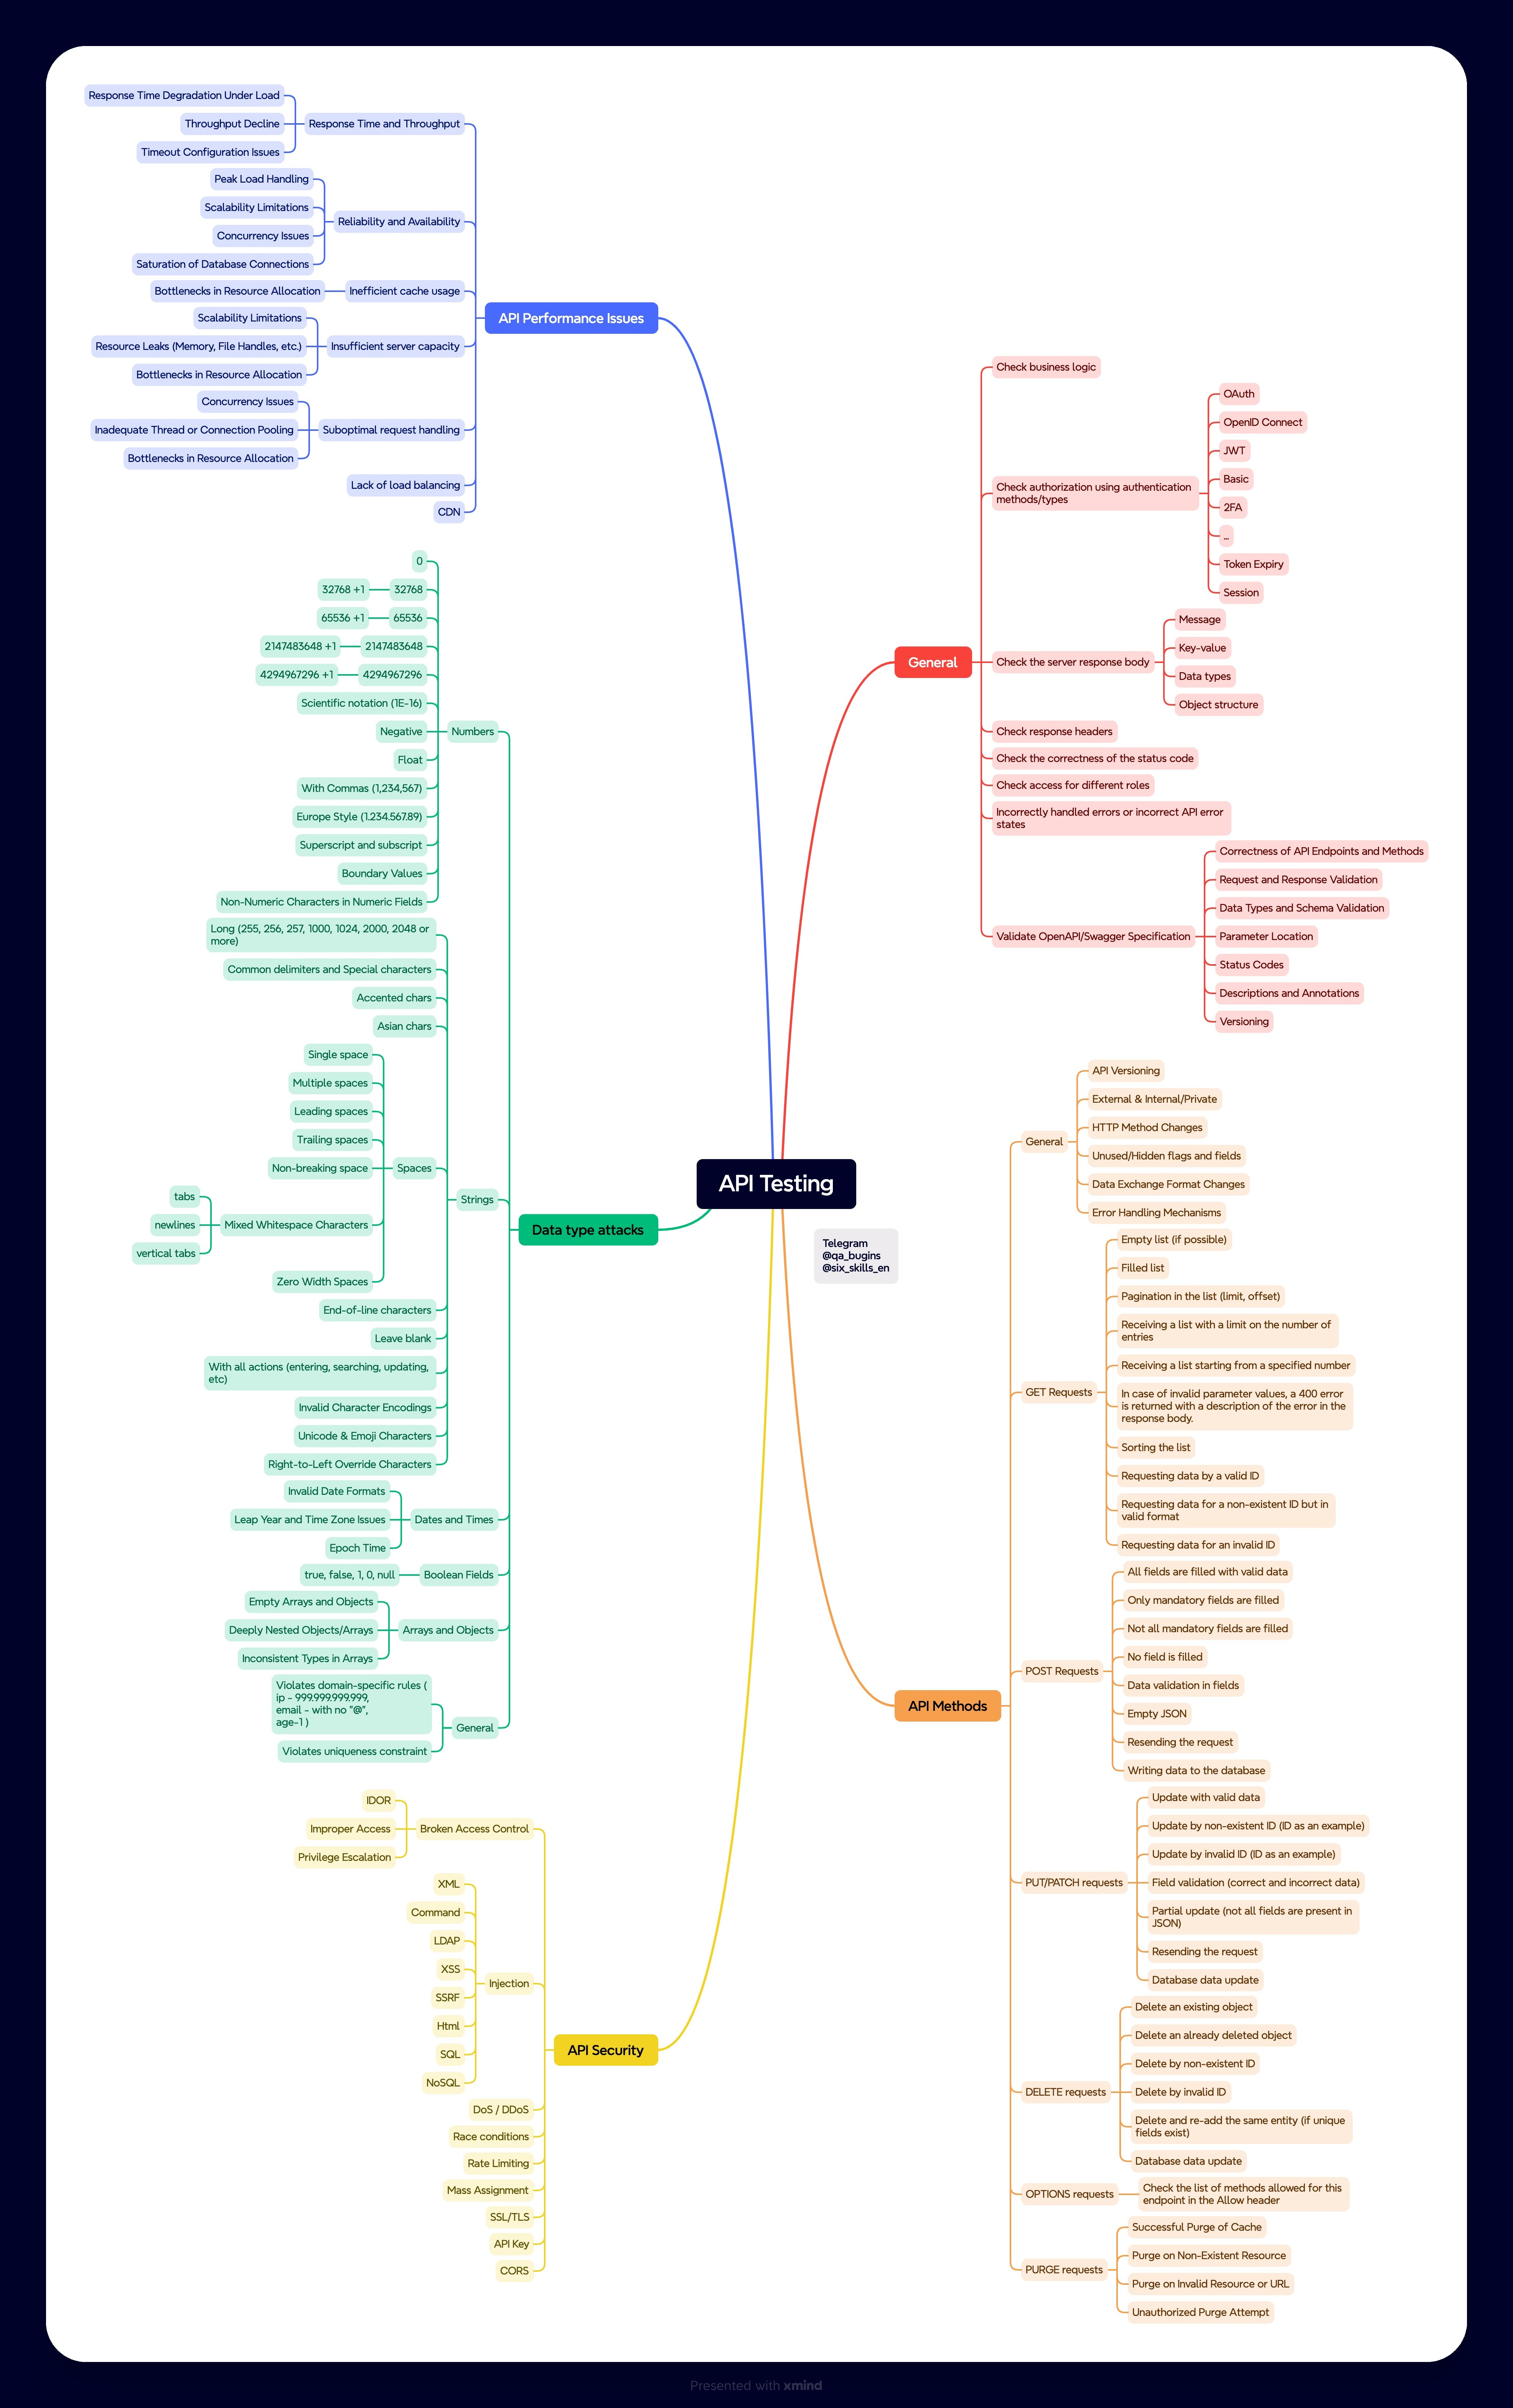 Response Time Degradation Under Load
Throughput Decline
Timeout Configuration Issues
Response Time and Throughput
Peak Load Handling
Scalability Limitations
Concurrency Issues
Saturation of Database Connections
Reliability and Availability
Bottlenecks in Resource Allocation
Inefficient cache usage
Scalability Limitations
Resource Leaks (Memory, File Handles, etc.)
Bottlenecks in Resource Allocation
Insufficient server capacity
Concurrency Issues
Inadequate Thread or Connection Pooling
Bottlenecks in Resource Allocation
Suboptimal request handling
Lack of load balancing
CDN
API Performance Issues
0
32768 +1
32768
65536 +1
65536
2147483648 +1
2147483648
4294967296 +1
4294967296
Scientific notation (1E-16)
Negative
Float
With Commas (1,234,567)
Europe Style (1.234.567.89)
Superscript and subscript
Boundary Values
Non-Numeric Characters in Numeric Fields
Numbers
Long (255, 256, 257, 1000, 1024, 2000, 2048 or
more)
Common delimiters and Special characters
Accented chars
Asian chars
Single space
Multiple spaces
Leading spaces
Trailing spaces
Non-breaking space
tabs
newlines
vertical tabs
Mixed Whitespace Characters
Zero Width Spaces
Spaces
End-of-line characters
Leave blank
With all actions (entering, searching, updating,
etc)
Invalid Character Encodings
Unicode & Emoji Characters
Right-to-Left Override Characters
Strings
Invalid Date Formats
Leap Year and Time Zone Issues
Epoch Time
Dates and Times
true, false, 1, 0, null
Boolean Fields
Empty Arrays and Objects
Deeply Nested Objects/Arrays
Inconsistent Types in Arrays
Arrays and Objects
Violates domain-specific rules (
ip - 999.999.999.999,
email - with no "@",
age-1 )
Violates uniqueness constraint
General
Data type attacks
IDOR
Improper Access
Privilege Escalation
Broken Access Control
XML
Command
LDAP
XSS
SSRF
Html
SQL
NoSQL
Injection
DoS / DDoS
Race conditions
Rate Limiting
Mass Assignment
SSL/TLS
API Key
CORS
API Security
API Testing
Telegram
@qa_bugins
@six_skills_en
General
Check business logic
Check authorization using authentication
methods/types
OAuth
OpenID Connect
JWT
Basic
2FA
...
Token Expiry
Session
Check the server response body
Message
Key-value
Data types
Object structure
Check response headers
Check the correctness of the status code
Check access for different roles
Incorrectly handled errors or incorrect API error
states
Validate OpenAPI/Swagger Specification
Correctness of API Endpoints and Methods
Request and Response Validation
Data Types and Schema Validation
Parameter Location
Status Codes
Descriptions and Annotations
Versioning
API Methods
General
API Versioning
External & Internal/Private
HTTP Method Changes
Unused/Hidden flags and fields
Data Exchange Format Changes
Error Handling Mechanisms
GET Requests
Empty list (if possible)
Filled list
Pagination in the list (limit, offset)
Receiving a list with a limit on the number of
entries
Receiving a list starting from a specified number
In case of invalid parameter values, a 400 error
is returned with a description of the error in the
response body.
Sorting the list
Requesting data by a valid ID
Requesting data for a non-existent ID but in
valid format
Requesting data for an invalid ID
POST Requests
All fields are filled with valid data
Only mandatory fields are filled
Not all mandatory fields are filled
No field is filled
Data validation in fields
Empty JSON
Resending the request
Writing data to the database
PUT/PATCH requests
Update with valid data
Update by non-existent ID (ID as an example)
Update by invalid ID (ID as an example)
Field validation (correct and incorrect data)
Partial update (not all fields are present in
JSON)
Resending the request
Database data update
DELETE requests
Delete an existing object
Delete an already deleted object
Delete by non-existent ID
Delete by invalid ID
Delete and re-add the same entity (if unique
fields exist)
Database data update
OPTIONS requests
Check the list of methods allowed for this
endpoint in the Allow header
PURGE requests
Successful Purge of Cache
Purge on Non-Existent Resource
Purge on Invalid Resource or URL
Unauthorized Purge Attempt
Presented with xmind